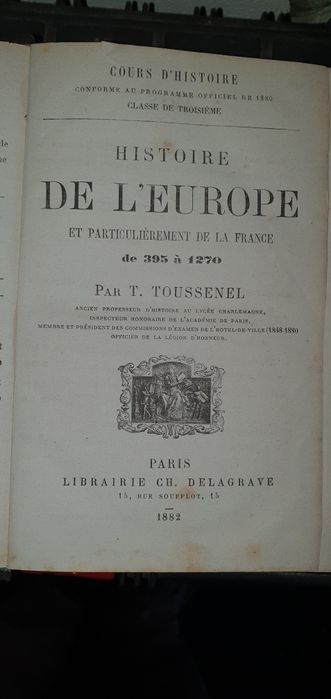 COURS D'HISTOIRE
CONFORME AU PROGRAMME OFFICIEL DE 1880
CLASSE DE TROISIÈME
HISTOIRE
DE L'EUROPE
ET PARTICULIÈREMENT DE LA FRANCE
de 395 à 1270
PAR T. TOUSSENEL
ANCIEN PROFESSEUR D'HISTOIRE AU LYCÉE CHARLEMAGNE,
INSPECTEUR HONORAIRE DE L'ACADÉMIE DE PARIS,
MEMBRE ET PRÉSIDENT DES COMMISSIONS D'EXAMEN DE L'HOTEL-DE-VILLE (1848-1880)
OFFICIER DE LA LÉGION D'HONNEUR.
PARIS
LIBRAIRIE CH. DELAGRAVE
15, RUE SOUFFLOT, 15
1882